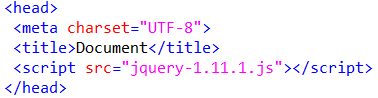 <head>
 <meta charset="UTF-8">
 <title>Document</title>
 <script src="jquery-1.11.1.js"></script>
</head>